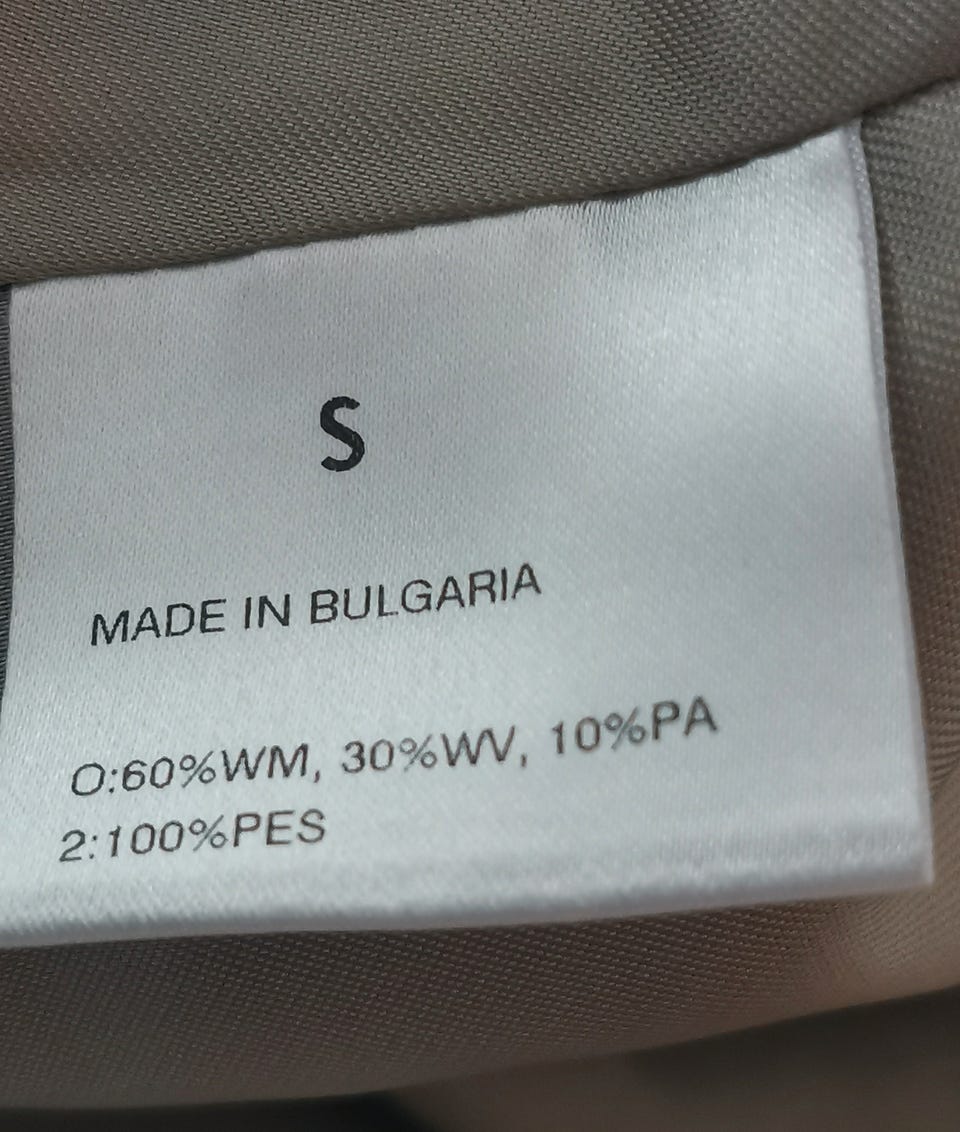 S
MADE IN BULGARIA
O:60%WM, 30%WV, 10%PA
2:100%PES